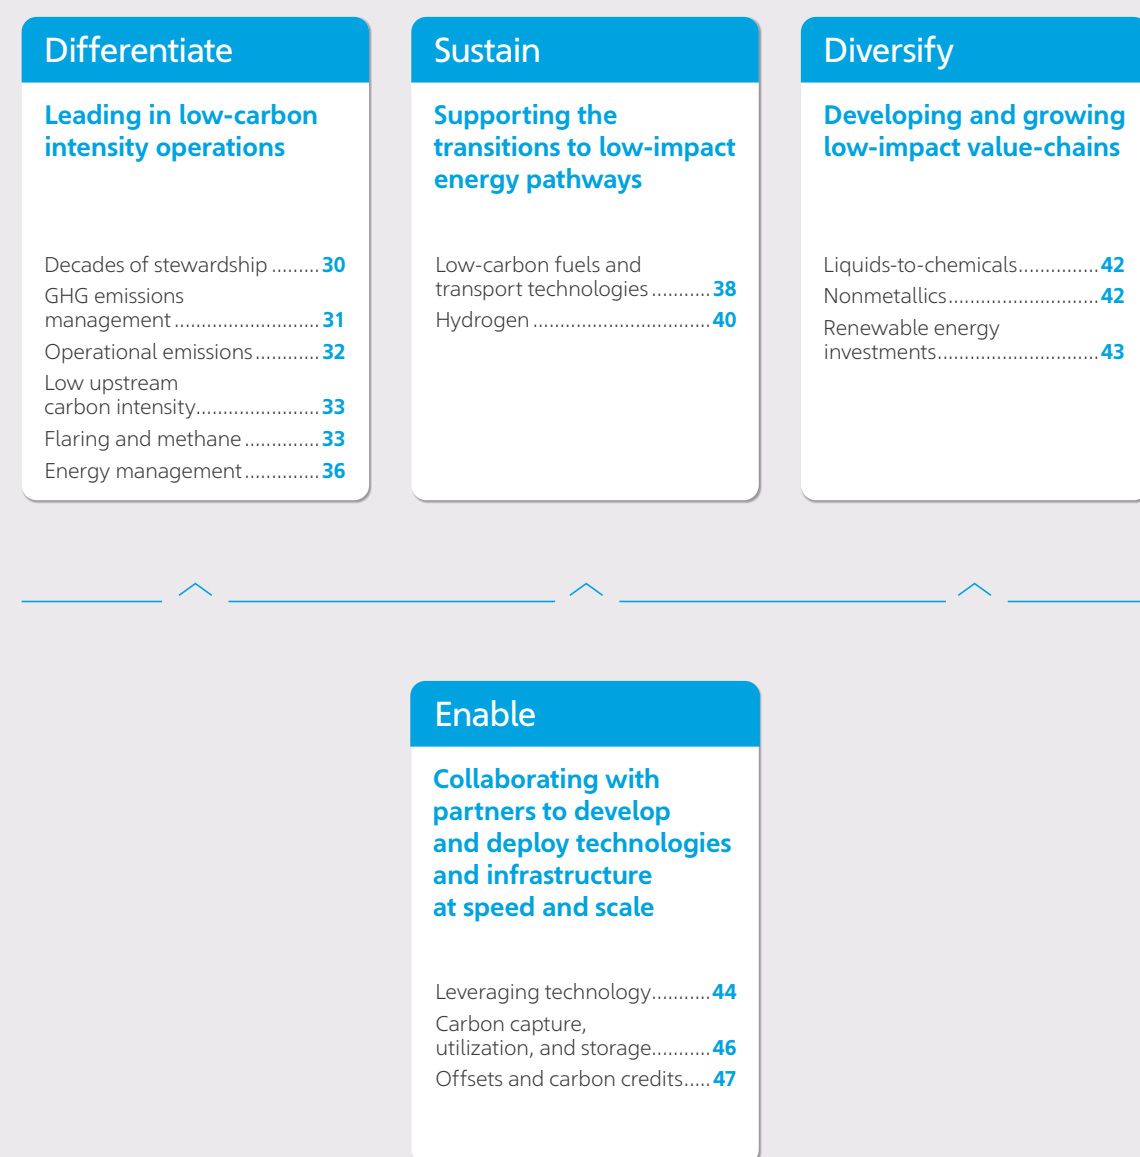 Differentiate
Leading in low-carbon
intensity operations
Decades of stewardship ......... 30
GHG emissions
management ............................ 31
Operational emissions ............ 32
Low upstream
carbon intensity....................... 33
Flaring and methane .............. 33
Energy management .............. 36
Sustain
Supporting the
transitions to low-impact
energy pathways
Low-carbon fuels and
transport technologies ........... 38
Hydrogen .................................. 40
Diversify
Developing and growing
low-impact value-chains
Liquids-to-chemicals............... 42
Nonmetallics ............................ 42
Renewable energy
investments.............................. 43
Enable
Collaborating with
partners to develop
and deploy technologies
and infrastructure
at speed and scale
Leveraging technology........... 44
Carbon capture,
utilization, and storage........... 46
Offsets and carbon credits..... 47